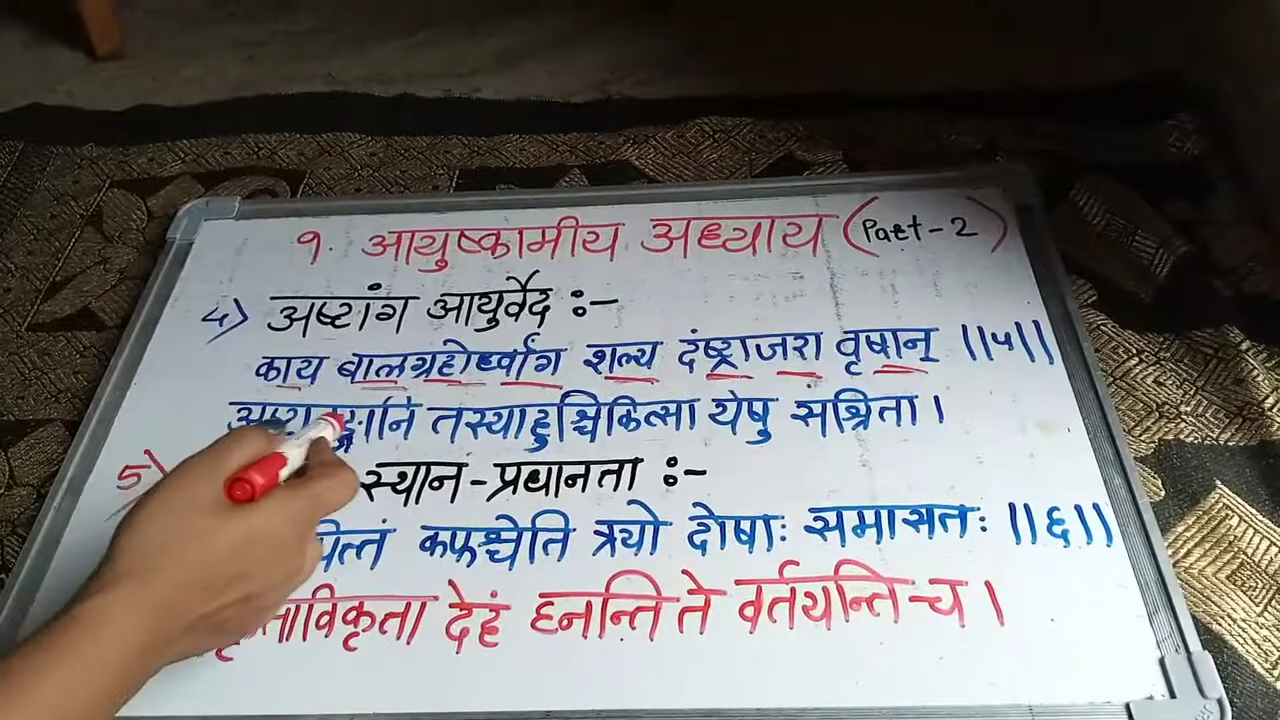 १. आयुष्कामीय अध्याय (Part-2)
4) अष्टांग आयुर्वेद :-
काय बालग्रहोर्ध्वांग शल्य दंष्ट्राजरा वृषान् ||५||
अष्टाङ्गानि तस्याहुश्चिकित्सा येषु संश्रिता।
5) स्थान-प्रधानता :-
पित्तं कफश्चेति त्रयो दोषाः समासतः ||६||
देहं घ्नन्ति ते वर्तयन्ति च।